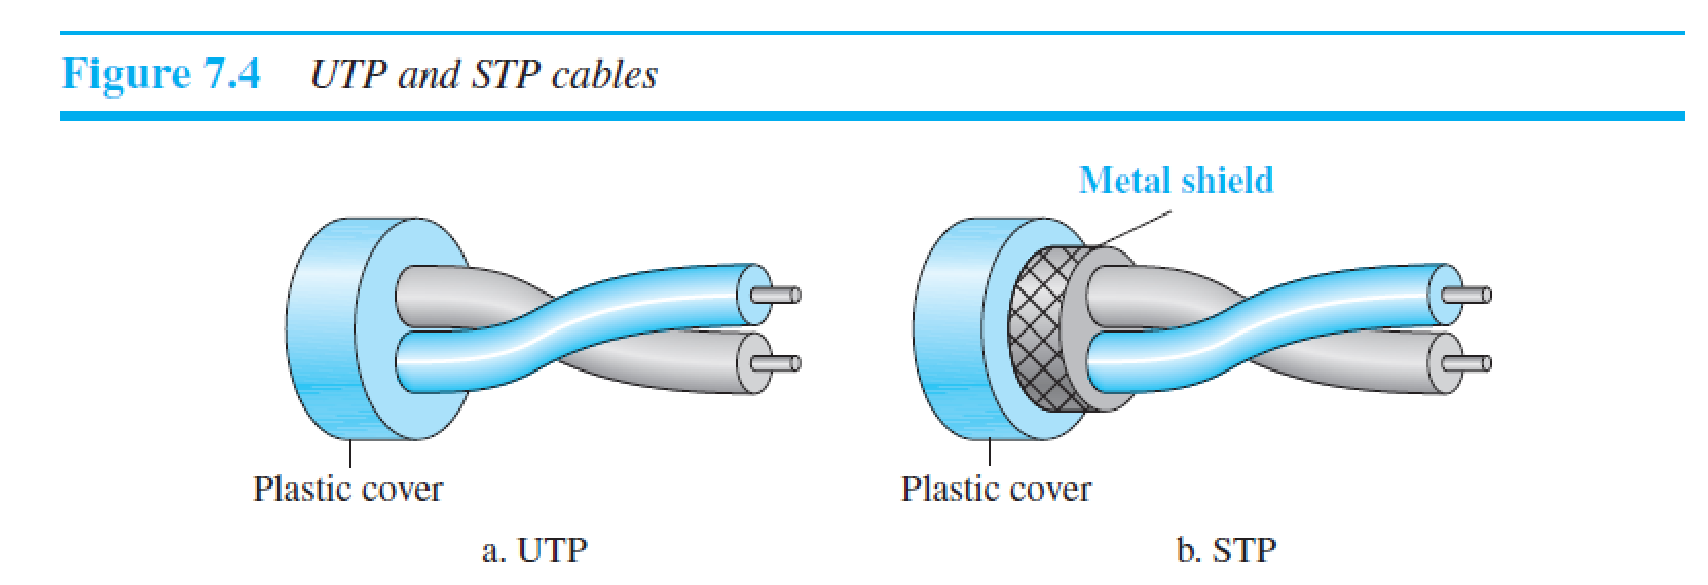 Figure 7.4 UTP and STP cables
Metal shield
Plastic cover
Plastic cover
a. UTP
b. STP